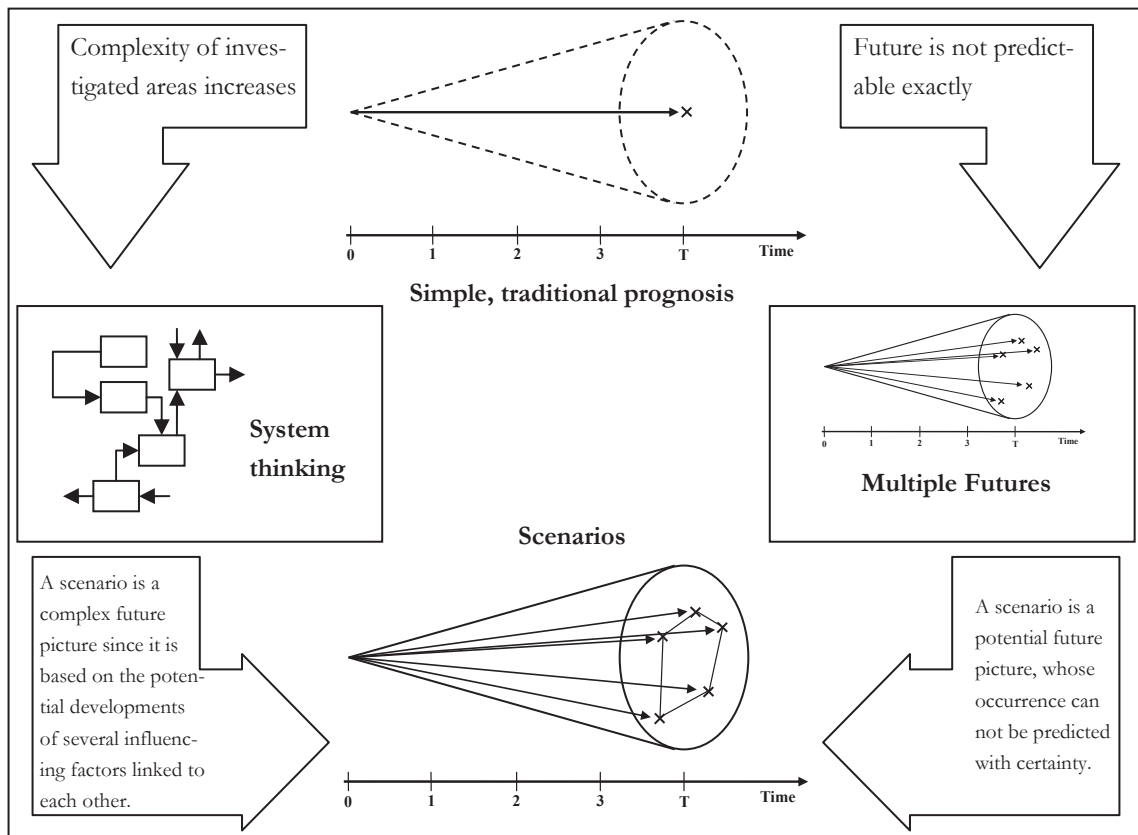 Complexity of inves-
tigated areas increases
Future is not predict-
able exactly
0 1 2 3 T Time
Simple, traditional prognosis
System
thinking
0 1 2 3 T Time
Multiple Futures
Scenarios
A scenario is a
complex future
picture since it is
based on the poten-
tial developments
of several influenc-
ing factors linked to
each other.
A scenario is a
potential future
picture, whose
occurrence can
not be predicted
with certainty.
0 1 2 3 T Time